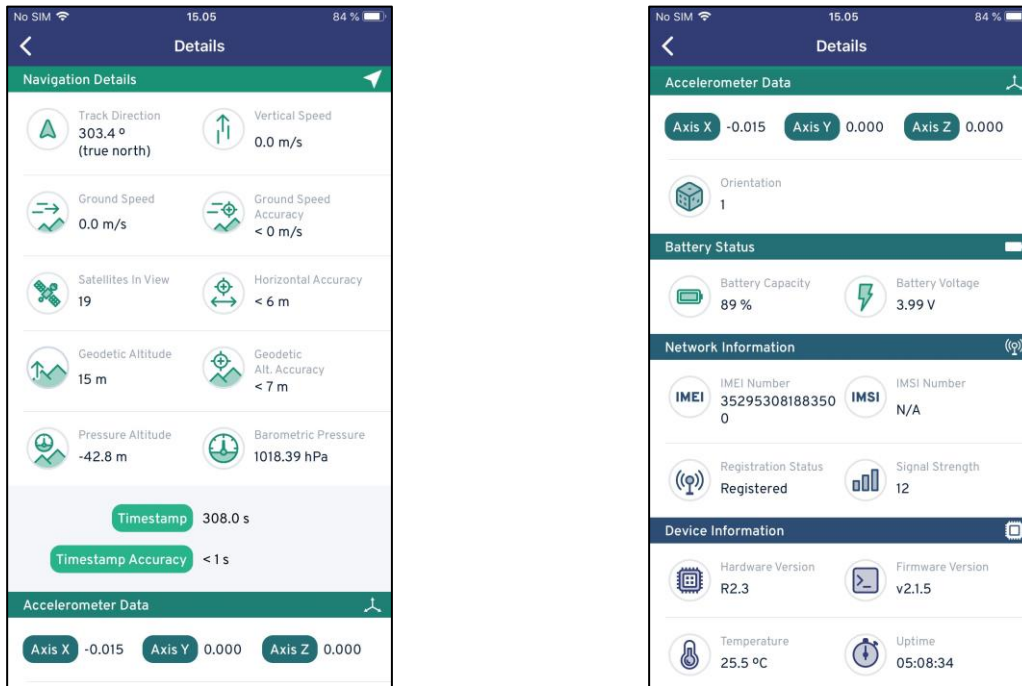 No SIM 15.05 84 %
Details
Navigation Details
Track Direction
303.4 º
(true north)
Vertical Speed
0.0 m/s
Ground Speed
0.0 m/s
Ground Speed
Accuracy
< 0 m/s
Satellites In View
19
Horizontal Accuracy
< 6 m
Geodetic Altitude
15 m
Geodetic
Alt. Accuracy
< 7 m
Pressure Altitude
-42.8 m
Barometric Pressure
1018.39 hPa
Timestamp 308.0 s
Timestamp Accuracy < 1 s
Accelerometer Data
Axis X -0.015 Axis Y 0.000 Axis Z 0.000
No SIM 15.05 84 %
Details
Accelerometer Data
Axis X -0.015 Axis Y 0.000 Axis Z 0.000
Orientation
1
Battery Status
Battery Capacity
89 %
Battery Voltage
3.99 V
Network Information
IMEI
IMEI Number
35295308188350
0
IMSI
IMSI Number
N/A
Registration Status
Registered
Signal Strength
12
Device Information
Hardware Version
R2.3
Firmware Version
v2.1.5
Temperature
25.5 ºC
Uptime
05:08:34